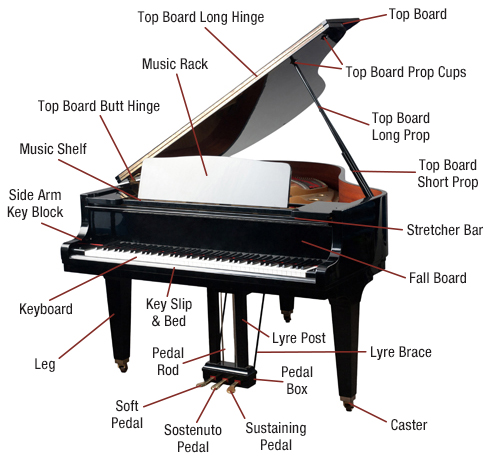 Top Board Long Hinge
Top Board
Music Rack
Top Board Prop Cups
Top Board Butt Hinge
Top Board
Long Prop
Music Shelf
Top Board
Short Prop
Side Arm
Key Block
Stretcher Bar
Fall Board
Keyboard
Key Slip
& Bed
Lyre Post
Leg
Pedal
Rod
Lyre Brace
Pedal
Box
Soft
Pedal
Sostenuto
Pedal
Sustaining
Pedal
Caster